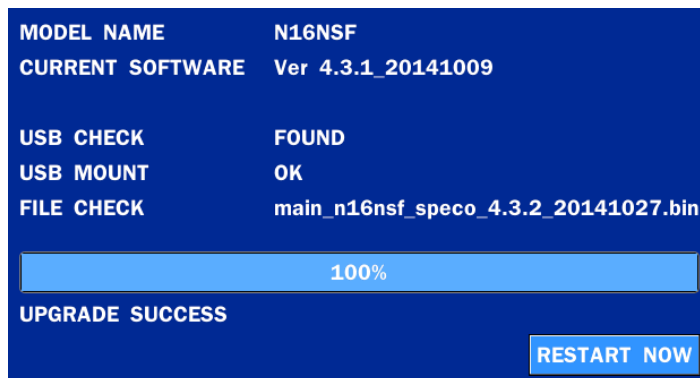 MODEL NAME N16NSF
CURRENT SOFTWARE Ver 4.3.1_20141009
USB CHECK FOUND
USB MOUNT OK
FILE CHECK main_n16nsf_speco_4.3.2_20141027.bin
100%
UPGRADE SUCCESS
RESTART NOW